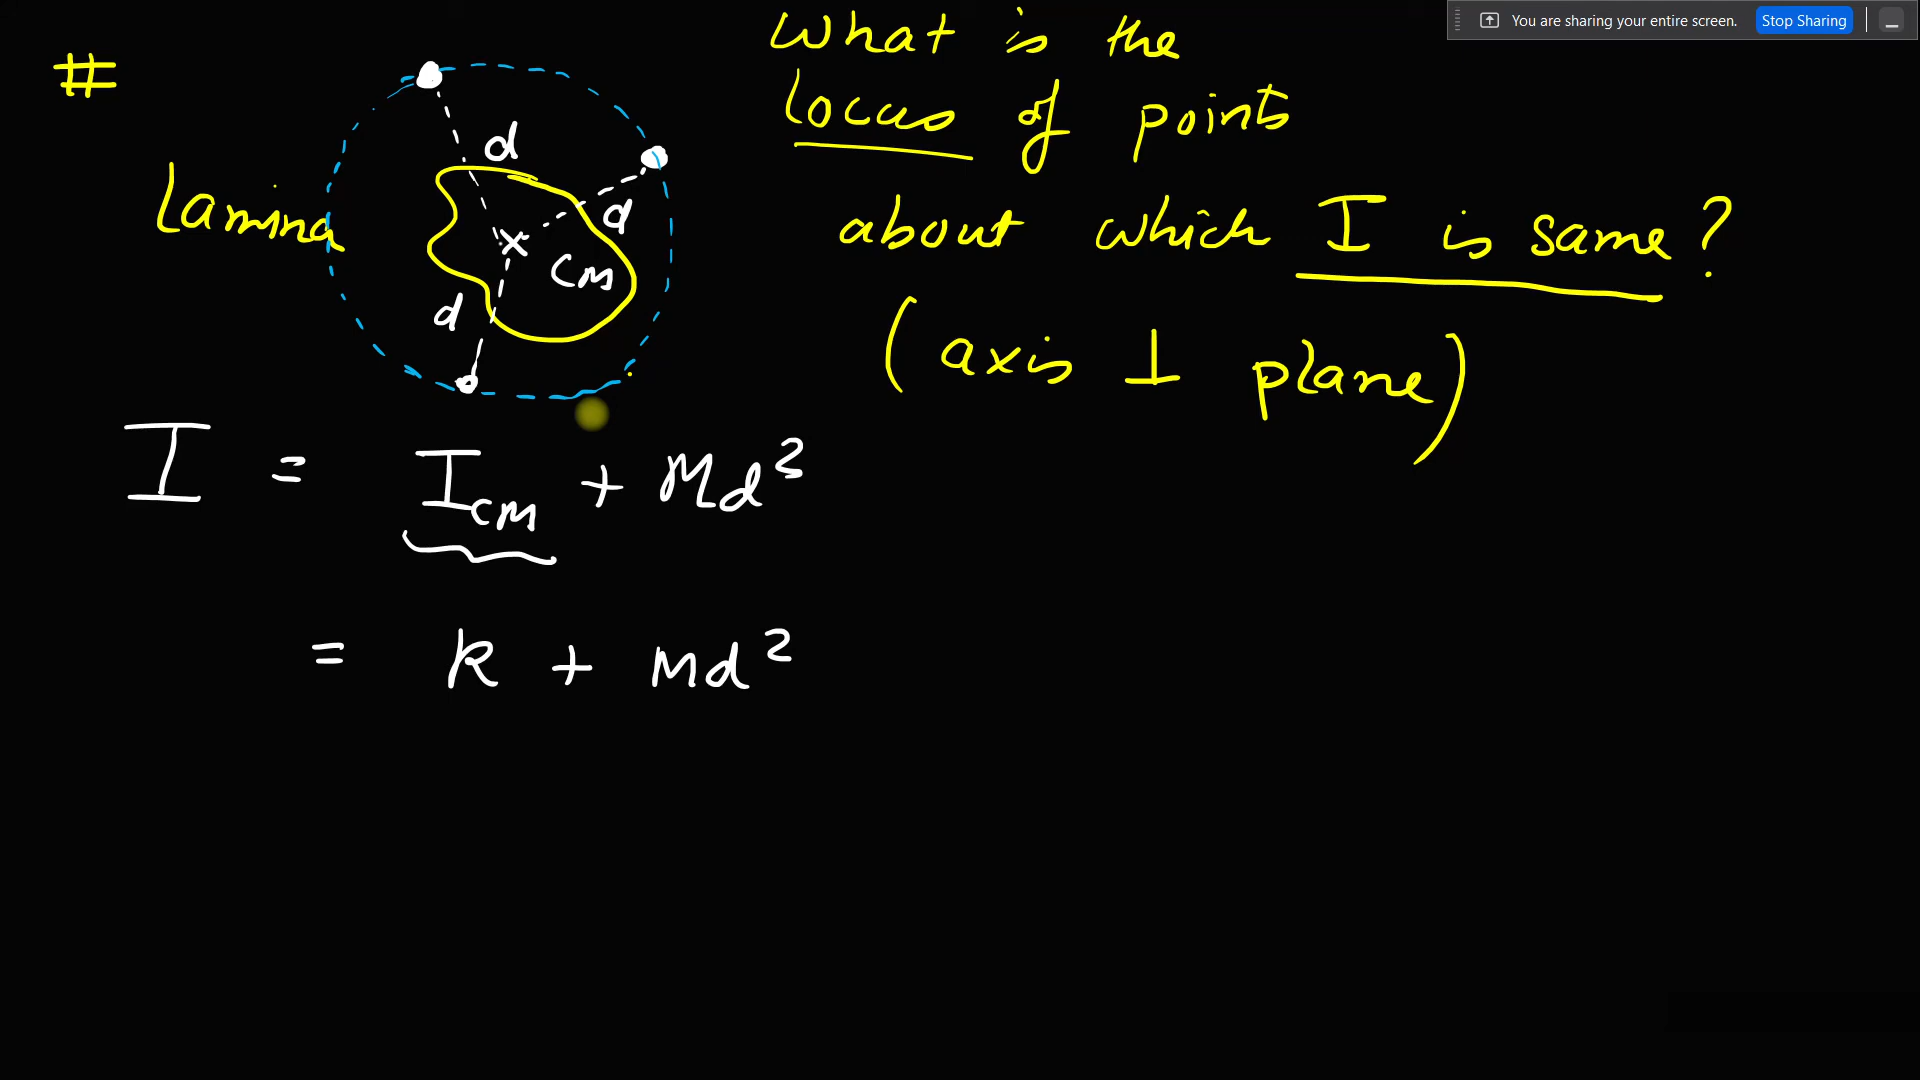 You are sharing your entire screen. Stop Sharing
#
What is the
locus of points
about which I is same?
(axis ⊥ plane)
Lamina
d
d
x
CM
d
I = I_CM + Md²
= k + Md²